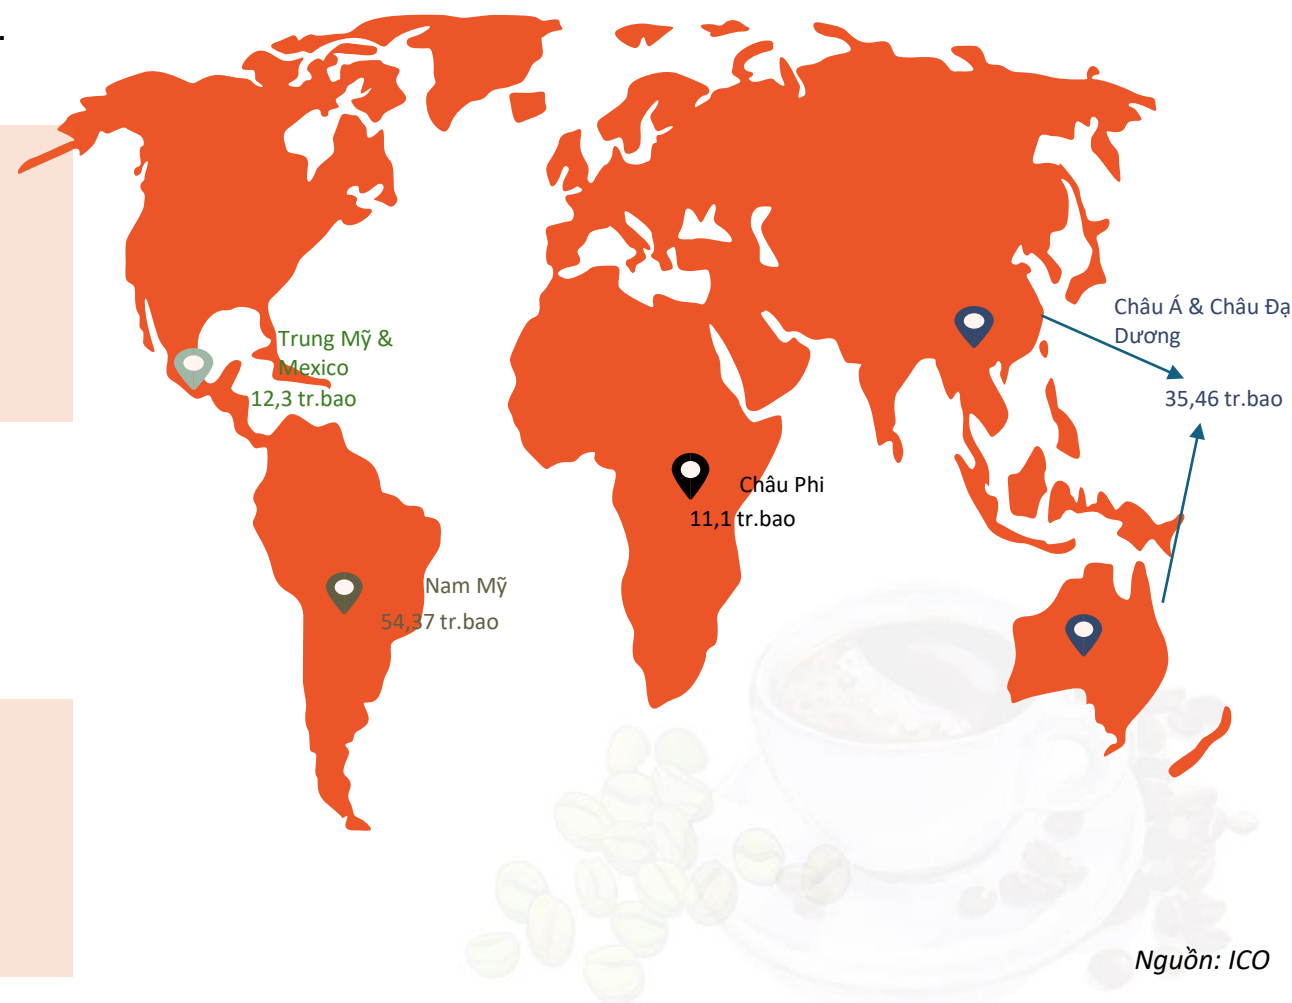 .
Châu Á & Châu Đạ
Dương
35,46 tr.bao
Trung Mỹ &
Mexico
12,3 tr.bao
Châu Phi
11,1 tr.bao
Nam Mỹ
54,37 tr.bao
Nguồn: ICO